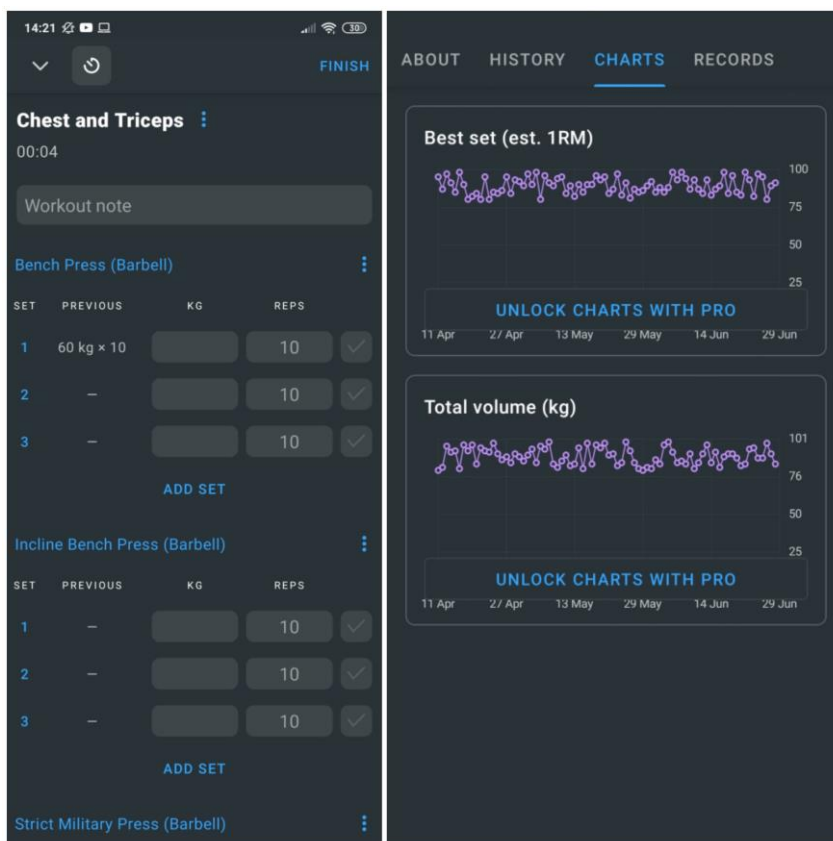 14:21 30
FINISH
Chest and Triceps
00:04
Workout note
Bench Press (Barbell)
SET PREVIOUS KG REPS
1 60 kg × 10 10
2 – 10
3 – 10
ADD SET
Incline Bench Press (Barbell)
SET PREVIOUS KG REPS
1 – 10
2 – 10
3 – 10
ADD SET
Strict Military Press (Barbell)
ABOUT HISTORY CHARTS RECORDS
Best set (est. 1RM)
100
75
50
25
UNLOCK CHARTS WITH PRO
11 Apr 27 Apr 13 May 29 May 14 Jun 29 Jun
Total volume (kg)
101
76
50
25
UNLOCK CHARTS WITH PRO
11 Apr 27 Apr 13 May 29 May 14 Jun 29 Jun